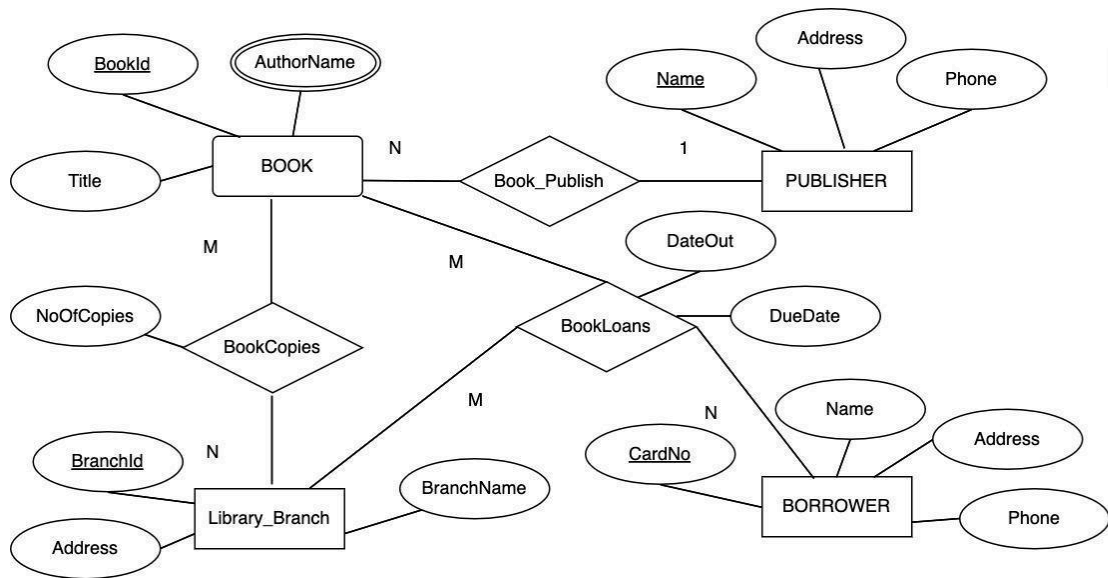 Address
BookId
AuthorName
Name
Phone
BOOK
N
1
Title
Book_Publish
PUBLISHER
M
M
DateOut
NoOfCopies
BookCopies
BookLoans
DueDate
M
N
Name
N
BranchId
CardNo
Address
BranchName
Library_Branch
BORROWER
Phone
Address